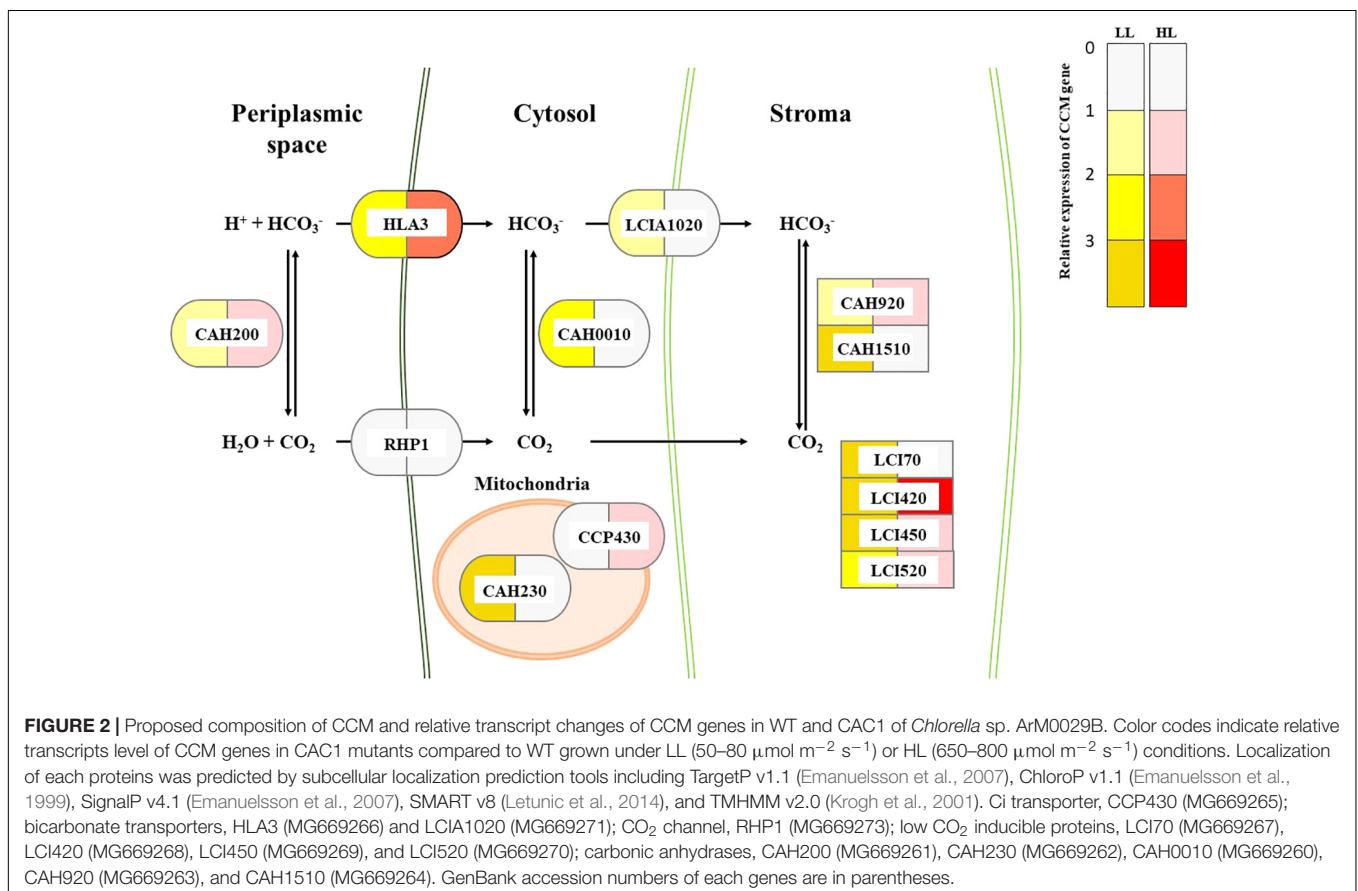 LL HL
0
1
2
3
Relative expression of CCM gene
Periplasmic
space
Cytosol
Stroma
H⁺ + HCO₃⁻
HLA3
HCO₃⁻
LCIA1020
HCO₃⁻
CAH200
CAH0010
CAH920
CAH1510
H₂O + CO₂
RHP1
CO₂
CO₂
LCI70
LCI420
LCI450
LCI520
Mitochondria
CCP430
CAH230
FIGURE 2 | Proposed composition of CCM and relative transcript changes of CCM genes in WT and CAC1 of Chlorella sp. ArM0029B. Color codes indicate relative
transcripts level of CCM genes in CAC1 mutants compared to WT grown under LL (50–80 μmol m⁻² s⁻¹) or HL (650–800 μmol m⁻² s⁻¹) conditions. Localization
of each proteins was predicted by subcellular localization prediction tools including TargetP v1.1 (Emanuelsson et al., 2007), ChloroP v1.1 (Emanuelsson et al.,
1999), SignalP v4.1 (Emanuelsson et al., 2007), SMART v8 (Letunic et al., 2014), and TMHMM v2.0 (Krogh et al., 2001). Ci transporter, CCP430 (MG669265);
bicarbonate transporters, HLA3 (MG669266) and LCIA1020 (MG669271); CO₂ channel, RHP1 (MG669273); low CO₂ inducible proteins, LCI70 (MG669267),
LCI420 (MG669268), LCI450 (MG669269), and LCI520 (MG669270); carbonic anhydrases, CAH200 (MG669261), CAH230 (MG669262), CAH0010 (MG669260),
CAH920 (MG669263), and CAH1510 (MG669264). GenBank accession numbers of each genes are in parentheses.